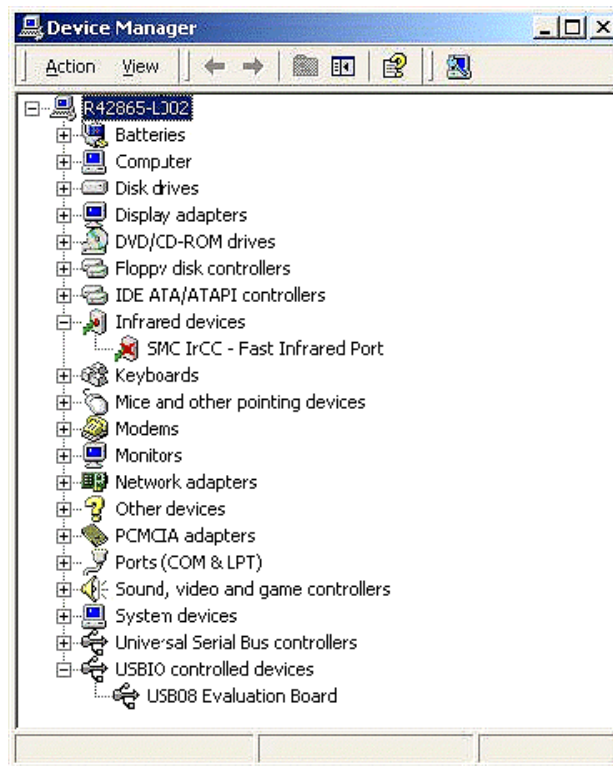 Device Manager
Action View
R42865-L002
Batteries
Computer
Disk drives
Display adapters
DVD/CD-ROM drives
Floppy disk controllers
IDE ATA/ATAPI controllers
Infrared devices
SMC IrCC - Fast Infrared Port
Keyboards
Mice and other pointing devices
Modems
Monitors
Network adapters
Other devices
PCMCIA adapters
Ports (COM & LPT)
Sound, video and game controllers
System devices
Universal Serial Bus controllers
USBIO controlled devices
USB08 Evaluation Board